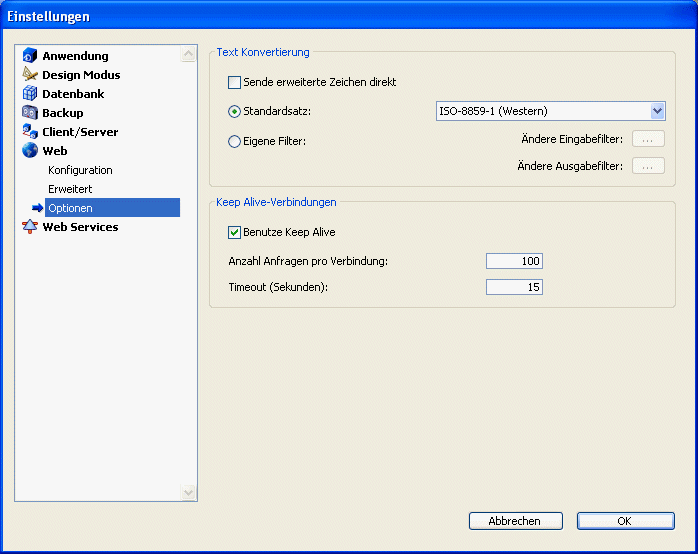 Einstellungen
Anwendung
Design Modus
Datenbank
Backup
Client/Server
Web
Konfiguration
Erweitert
Optionen
Web Services
Text Konvertierung
Sende erweiterte Zeichen direkt
Standardsatz: ISO-8859-1 (Western)
Eigene Filter: Ändere Eingabefilter: ...
Ändere Ausgabefilter: ...
Keep Alive-Verbindungen
Benutze Keep Alive
Anzahl Anfragen pro Verbindung: 100
Timeout (Sekunden): 15
Abbrechen OK